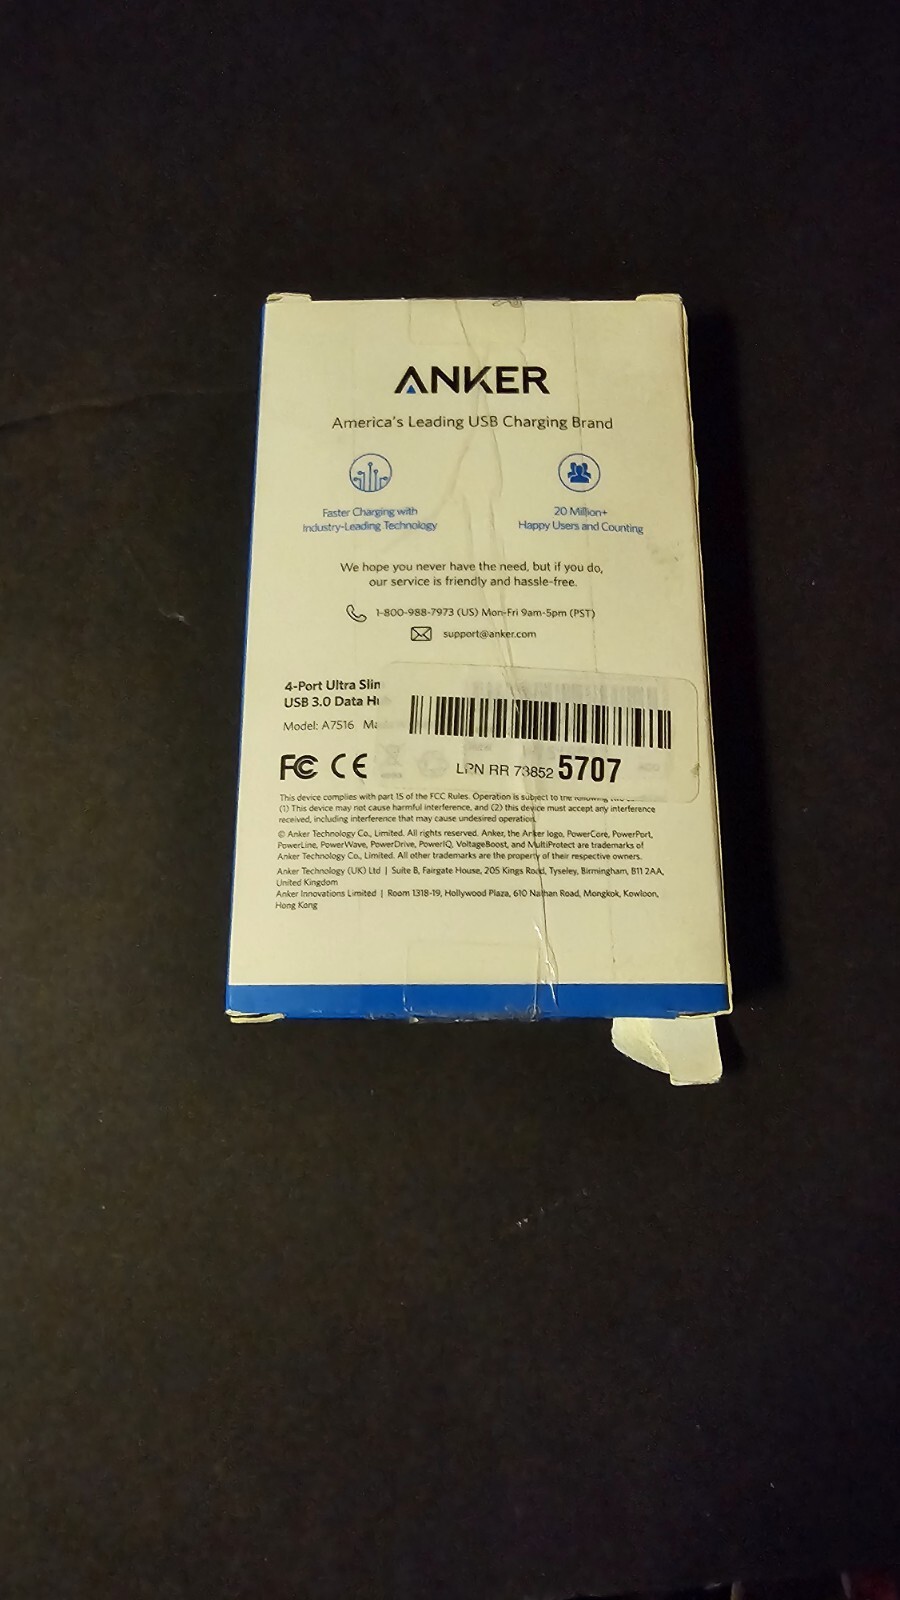 ANKER
America's Leading USB Charging Brand
Faster Charging with
Industry-Leading Technology
20 Million+
Happy Users and Counting
We hope you never have the need, but if you do,
our service is friendly and hassle-free.
1-800-988-7973 (US) Mon-Fri 9am-5pm (PST)
support@anker.com
4-Port Ultra Slim
USB 3.0 Data
Model: A7516
FC CE
LPN RR 73852 5707
This device complies with part 15 of the FCC Rules. Operation is subject to the following
(1) This device may not cause harmful interference, and (2) this device must accept any interference
received, including interference that may cause undesired operation.
© Anker Technology Co., Limited. All rights reserved. Anker, the Anker logo, PowerCore, PowerPort,
PowerLine, PowerWave, PowerDrive, PowerIQ, VoltageBoost, and MultiProtect are trademarks of
Anker Technology Co., Limited. All other trademarks are the property of their respective owners.
Anker Technology (UK) Ltd | Suite B, Fairgate House, 205 Kings Road, Tyseley, Birmingham, B11 2AA,
United Kingdom
Anker Innovations Limited | Room 1318-19, Hollywood Plaza, 610 Nathan Road, Mongkok, Kowloon,
Hong Kong